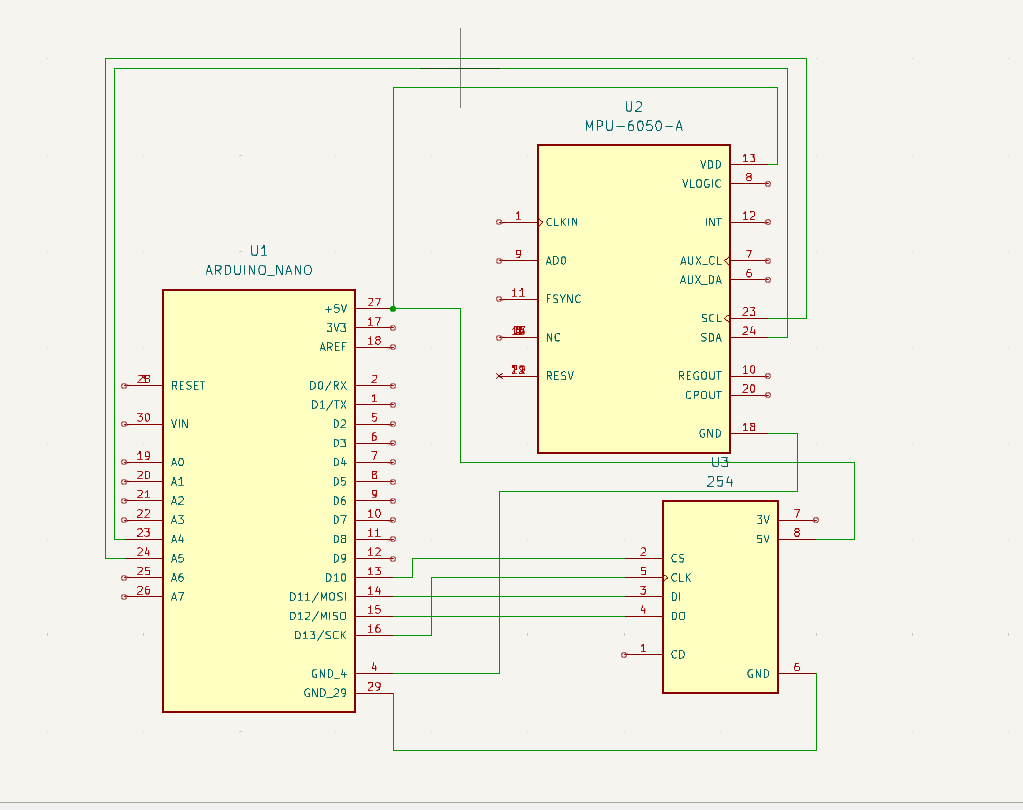 U2
MPU-6050-A
VDD 13
VLOGIC 8
1 CLKIN
INT 12
9 AD0
AUX_CL 7
AUX_DA 6
11 FSYNC
SCL 23
NC
SDA 24
RESV
REGOUT 10
CPOUT 20
GND 18
U1
ARDUINO_NANO
+5V 27
3V3 17
AREF 18
RESET
D0/RX 2
D1/TX 1
30 VIN
D2 5
D3 6
19 A0
D4 7
20 A1
D5 8
21 A2
D6 9
22 A3
D7 10
23 A4
D8 11
24 A5
D9 12
25 A6
D10 13
26 A7
D11/MOSI 14
D12/MISO 15
D13/SCK 16
GND_4 4
GND_29 29
U3
254
3V 7
5V 8
2 CS
5 CLK
3 DI
4 DO
1 CD
GND 6